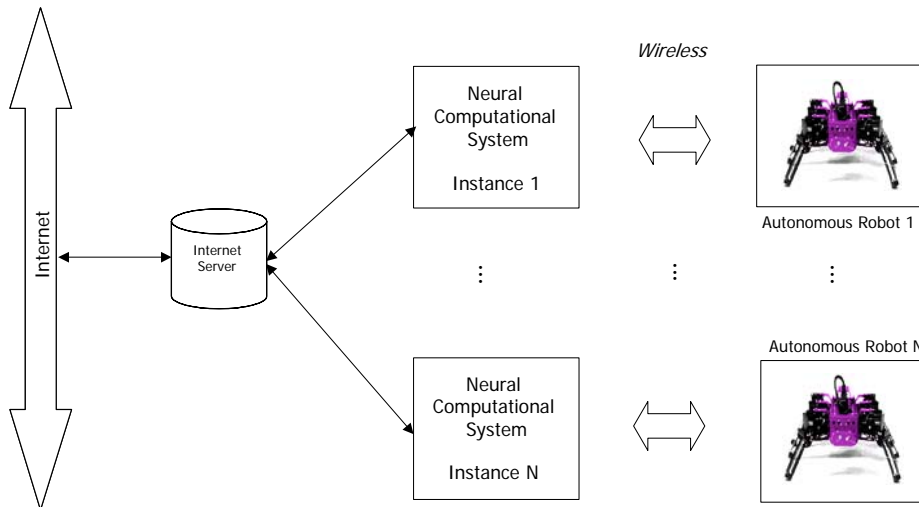 Wireless
Neural
Computational
System
Instance 1
Autonomous Robot 1
Internet
Internet
Server
⋮
⋮
⋮
Autonomous Robot N
Neural
Computational
System
Instance N